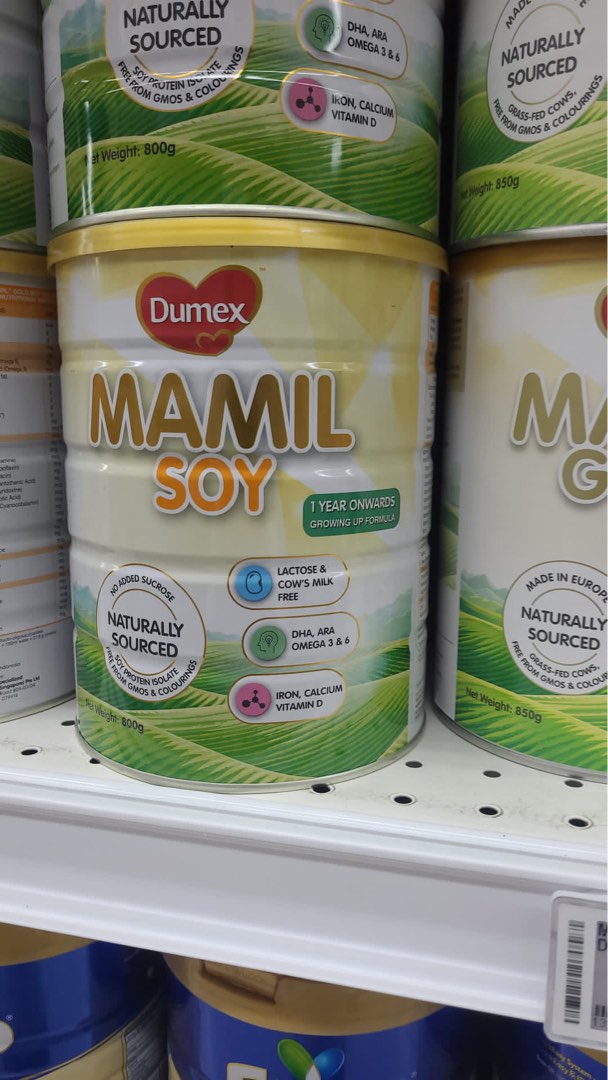 NATURALLY
SOURCED
SOY PROTEIN ISOLATE
FREE FROM GMOS & COLOURINGS
DHA, ARA
OMEGA 3 & 6
IRON, CALCIUM
VITAMIN D
Net Weight: 800g
NATURALLY
SOURCED
GRASS-FED COWS,
FREE FROM GMOS & COLOURINGS
Net Weight: 850g
Dumex
MAMIL
SOY
1 YEAR ONWARDS
GROWING UP FORMULA
NO ADDED SUCROSE
NATURALLY
SOURCED
SOY PROTEIN ISOLATE
FREE FROM GMOS & COLOURINGS
LACTOSE &
COW'S MILK
FREE
DHA, ARA
OMEGA 3 & 6
IRON, CALCIUM
VITAMIN D
Net Weight: 800g
MA
G
MADE IN EUROPE
NATURALLY
SOURCED
GRASS-FED COWS,
FREE FROM GMOS & COLOU
Net Weight: 850g